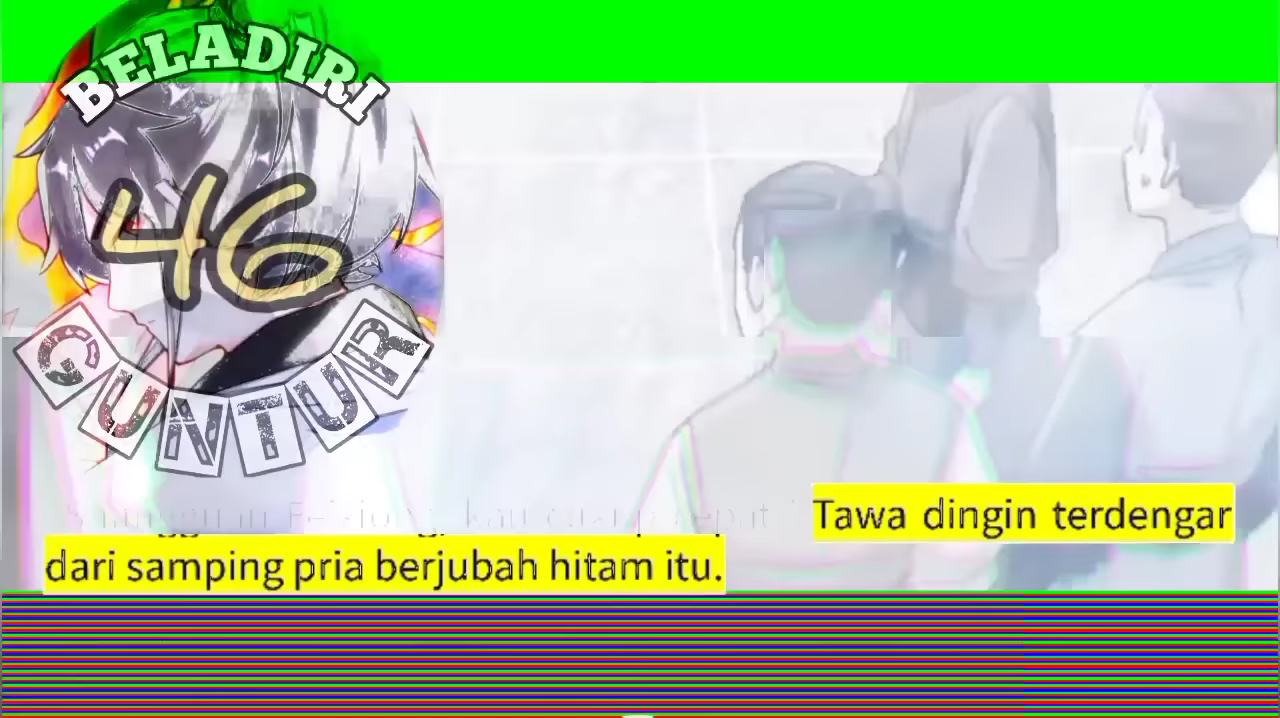 BELADIRI
46
GUNTUR
Tawa dingin terdengar
dari samping pria berjubah hitam itu.